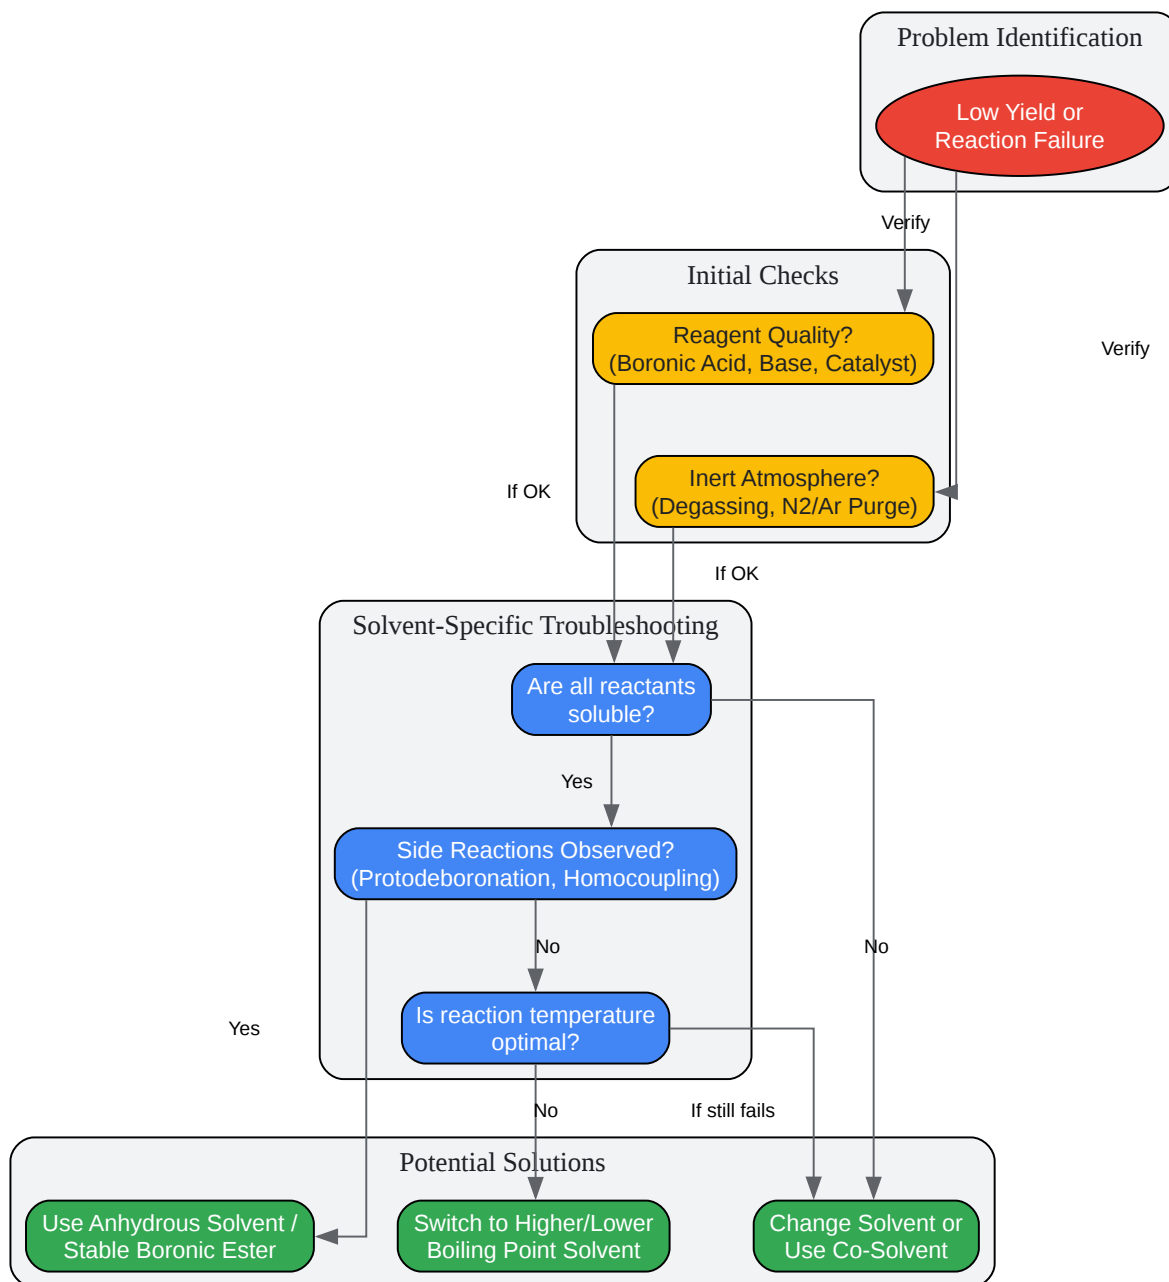 Problem Identification
Low Yield or
Reaction Failure
Verify
Initial Checks
Reagent Quality?
(Boronic Acid, Base, Catalyst)
Verify
Inert Atmosphere?
(Degassing, N2/Ar Purge)
If OK
If OK
Solvent-Specific Troubleshooting
Are all reactants
soluble?
Yes
Side Reactions Observed?
(Protodeboronation, Homocoupling)
No
No
Is reaction temperature
optimal?
Yes
No
If still fails
Potential Solutions
Use Anhydrous Solvent /
Stable Boronic Ester
Switch to Higher/Lower
Boiling Point Solvent
Change Solvent or
Use Co-Solvent